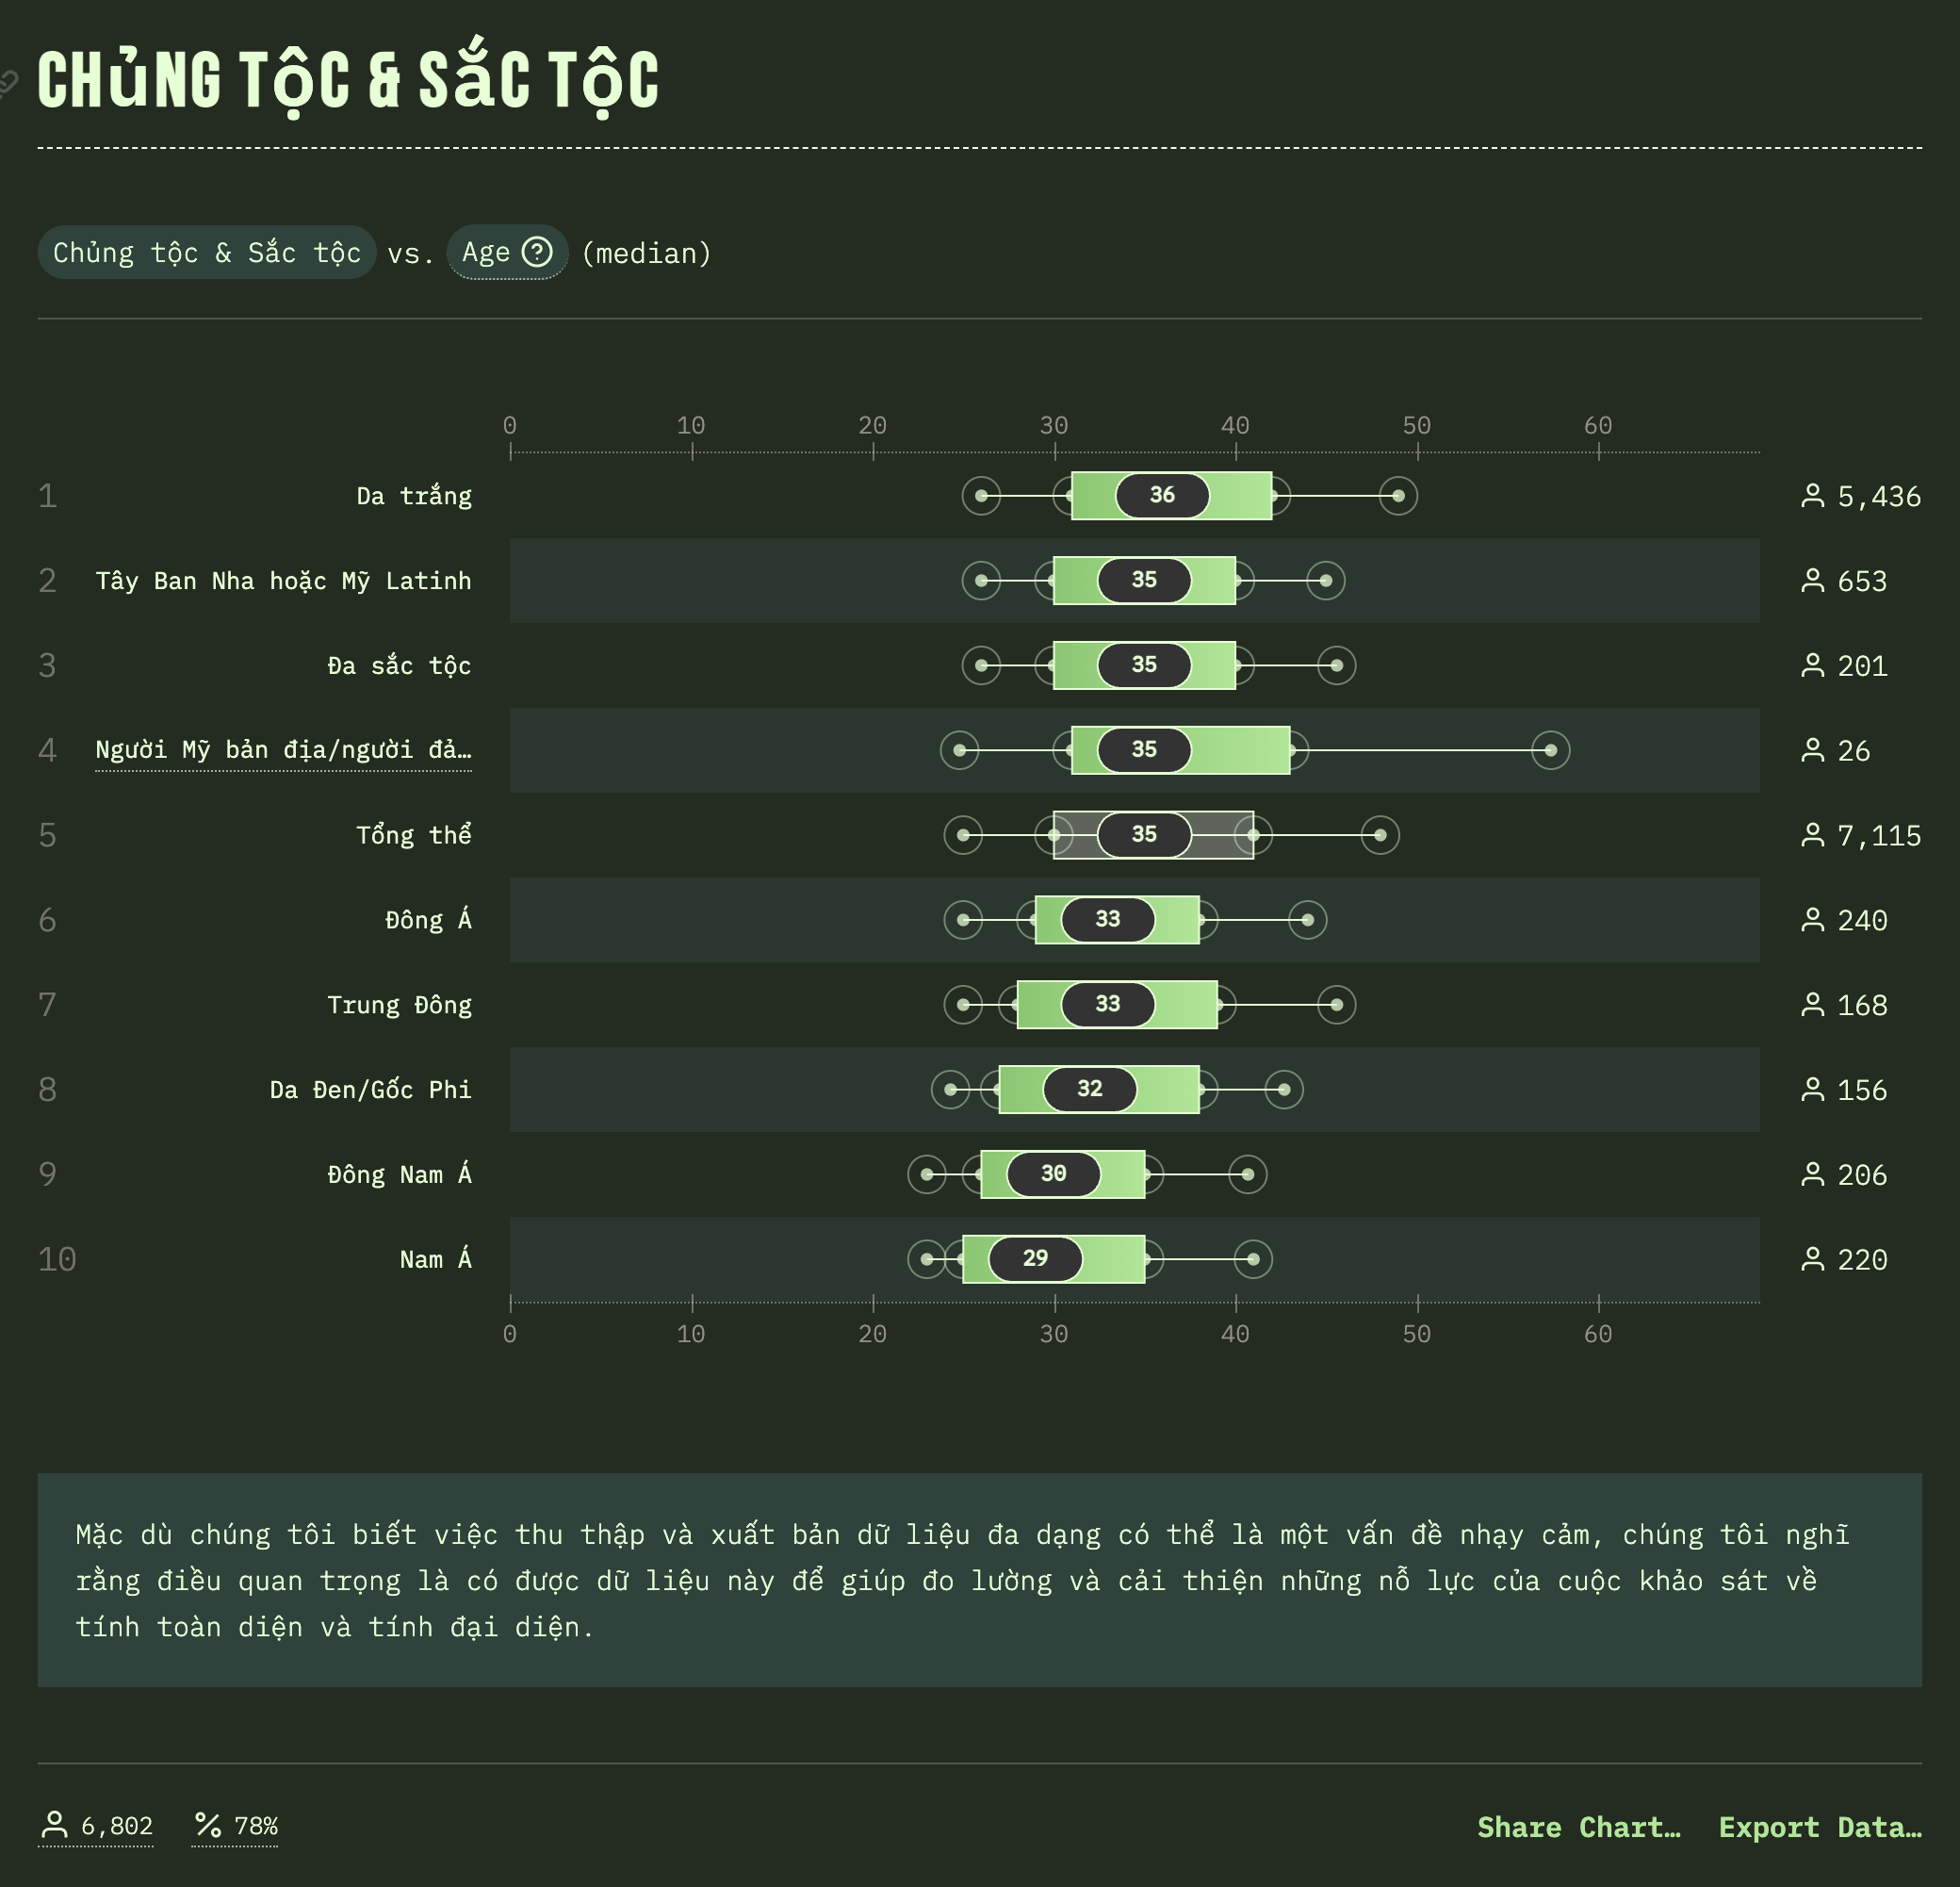 CHỦNG TỘC & SẮC TỘC
Chủng tộc & Sắc tộc vs. Age (median)
0 10 20 30 40 50 60
1 Da trắng 36 5,436
2 Tây Ban Nha hoặc Mỹ Latinh 35 653
3 Đa sắc tộc 35 201
4 Người Mỹ bản địa/người đả… 35 26
5 Tổng thể 35 7,115
6 Đông Á 33 240
7 Trung Đông 33 168
8 Da Đen/Gốc Phi 32 156
9 Đông Nam Á 30 206
10 Nam Á 29 220
0 10 20 30 40 50 60
Mặc dù chúng tôi biết việc thu thập và xuất bản dữ liệu đa dạng có thể là một vấn đề nhạy cảm, chúng tôi nghĩ
rằng điều quan trọng là có được dữ liệu này để giúp đo lường và cải thiện những nỗ lực của cuộc khảo sát về
tính toàn diện và tính đại diện.
6,802 78% Share Chart… Export Data…